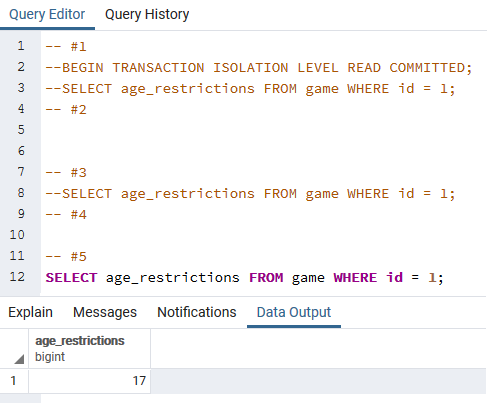 Query Editor Query History
1 -- #1
2 --BEGIN TRANSACTION ISOLATION LEVEL READ COMMITTED;
3 --SELECT age_restrictions FROM game WHERE id = 1;
4 -- #2
5
6
7 -- #3
8 --SELECT age_restrictions FROM game WHERE id = 1;
9 -- #4
10
11 -- #5
12 SELECT age_restrictions FROM game WHERE id = 1;
Explain Messages Notifications Data Output
age_restrictions
bigint
1 17